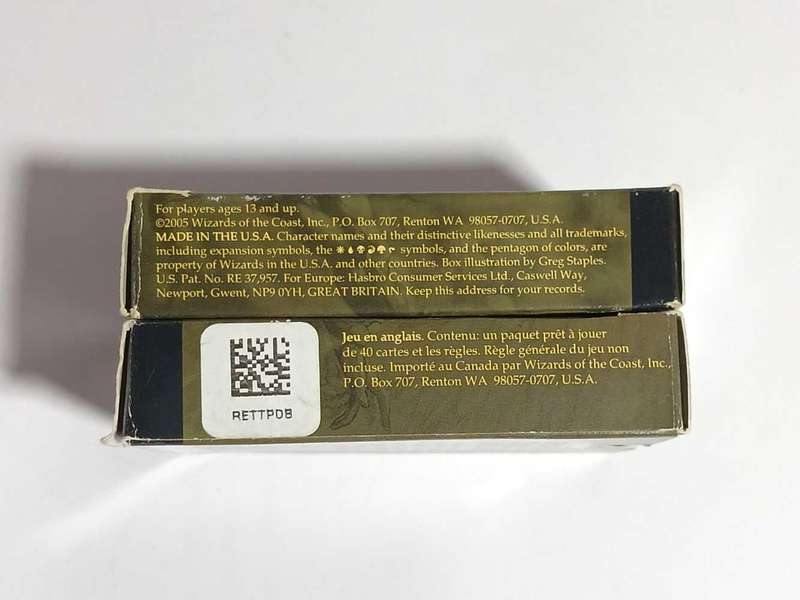 For players ages 13 and up.
©2005 Wizards of the Coast, Inc., P.O. Box 707, Renton WA 98057-0707, U.S.A.
MADE IN THE U.S.A. Character names and their distinctive likenesses and all trademarks,
including expansion symbols, the symbols, and the pentagon of colors, are
property of Wizards in the U.S.A. and other countries. Box illustration by Greg Staples.
U.S. Pat. No. RE 37,957. For Europe: Hasbro Consumer Services Ltd., Caswell Way,
Newport, Gwent, NP9 0YH, GREAT BRITAIN. Keep this address for your records.
RETTPDB
Jeu en anglais. Contenu: un paquet prêt à jouer
de 40 cartes et les règles. Règle générale du jeu non
incluse. Importé au Canada par Wizards of the Coast, Inc.,
P.O. Box 707, Renton WA 98057-0707, U.S.A.